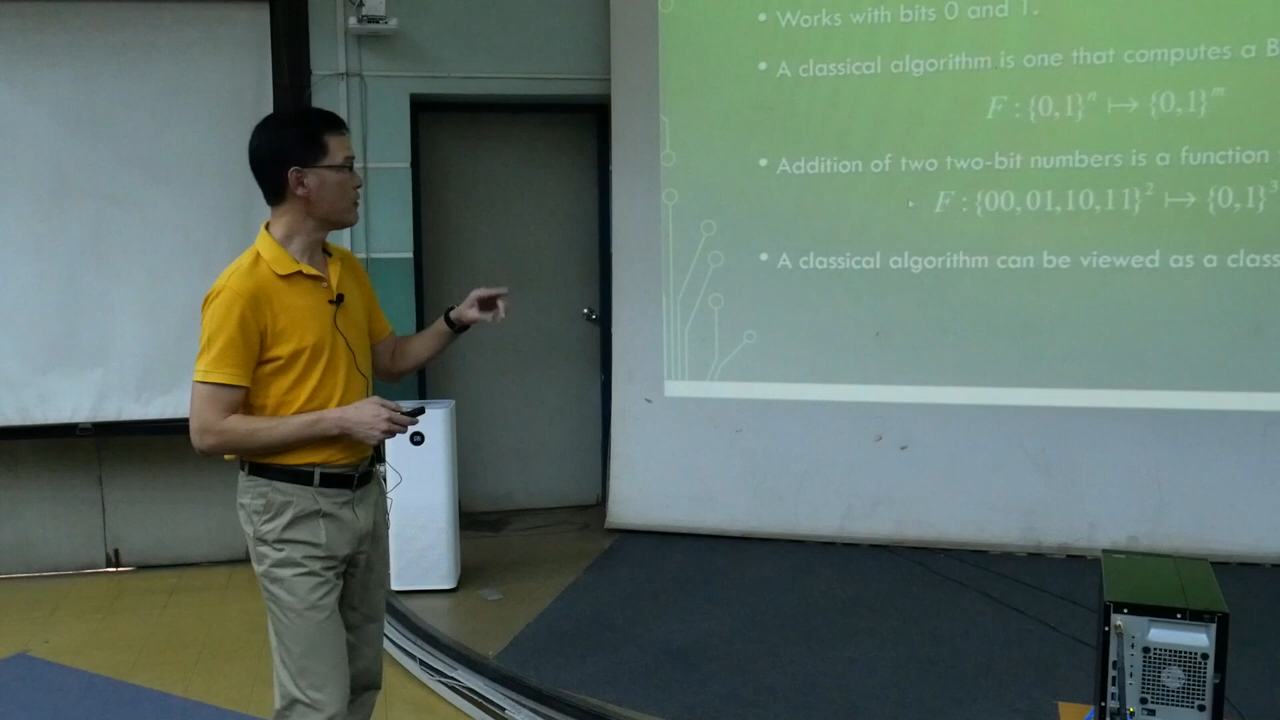 • Works with bits 0 and 1.
• A classical algorithm is one that computes a B
F : {0,1}ⁿ ↦ {0,1}ᵐ
• Addition of two two-bit numbers is a function
F : {00,01,10,11}² ↦ {0,1}³
• A classical algorithm can be viewed as a class